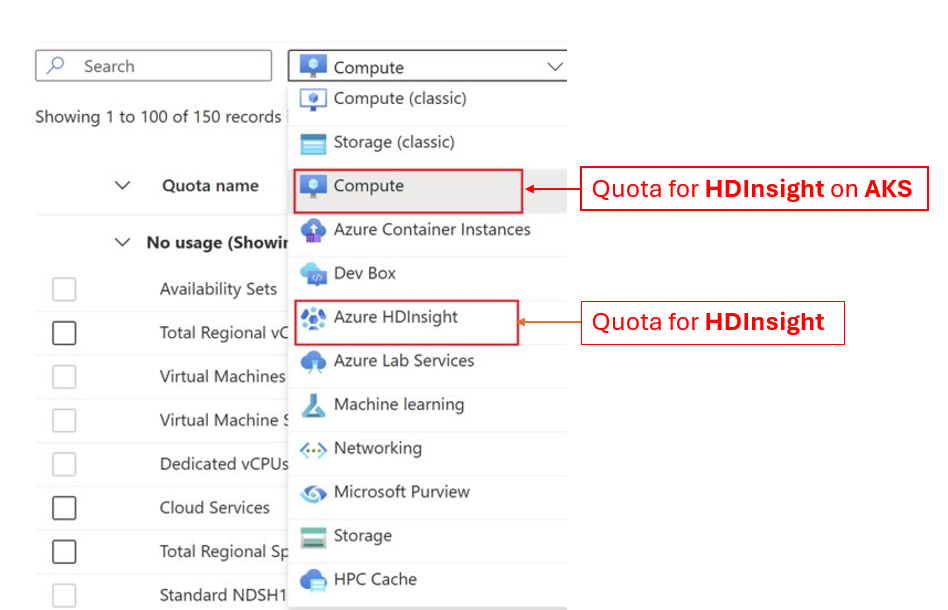 Search
Compute
Compute (classic)
Showing 1 to 100 of 150 records
Storage (classic)
Quota name
Compute
Quota for HDInsight on AKS
Azure Container Instances
No usage (Showin
Dev Box
Availability Sets
Azure HDInsight
Quota for HDInsight
Total Regional vC
Azure Lab Services
Virtual Machines
Machine learning
Virtual Machine S
Networking
Dedicated vCPUs
Microsoft Purview
Cloud Services
Storage
Total Regional Sp
HPC Cache
Standard NDSH1